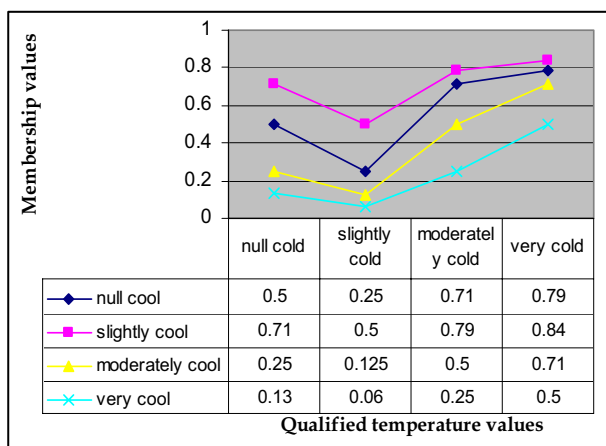 Membership values
1
0.8
0.6
0.4
0.2
0
null cold slightly cold moderatel y cold very cold
null cool 0.5 0.25 0.71 0.79
slightly cool 0.71 0.5 0.79 0.84
moderately cool 0.25 0.125 0.5 0.71
very cool 0.13 0.06 0.25 0.5
Qualified temperature values